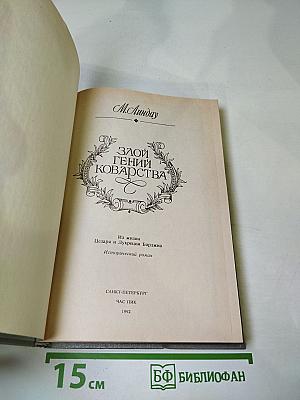 М. Линдау
ЗЛОЙ
ГЕНИЙ
КОВАРСТВА
Из жизни
Цезаря и Лукреции Борджиа
Исторический роман
САНКТ-ПЕТЕРБУРГ
ЧАС ПИК
1992
15 см
БФ БИБЛИОФАН